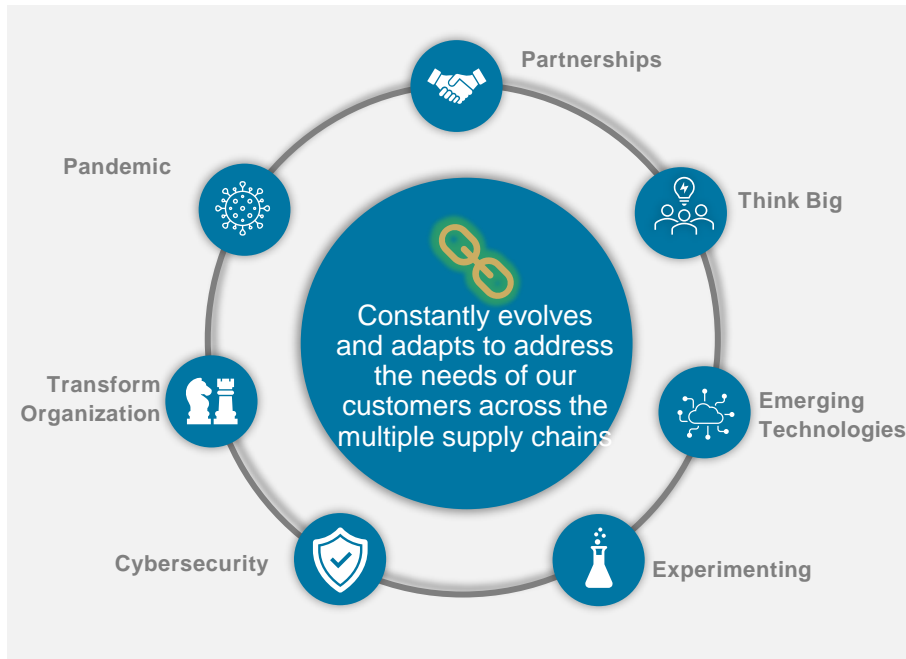 Partnerships
Pandemic
Think Big
Constantly evolves
and adapts to address
the needs of our
customers across the
multiple supply chains
Transform
Organization
Emerging
Technologies
Cybersecurity
Experimenting